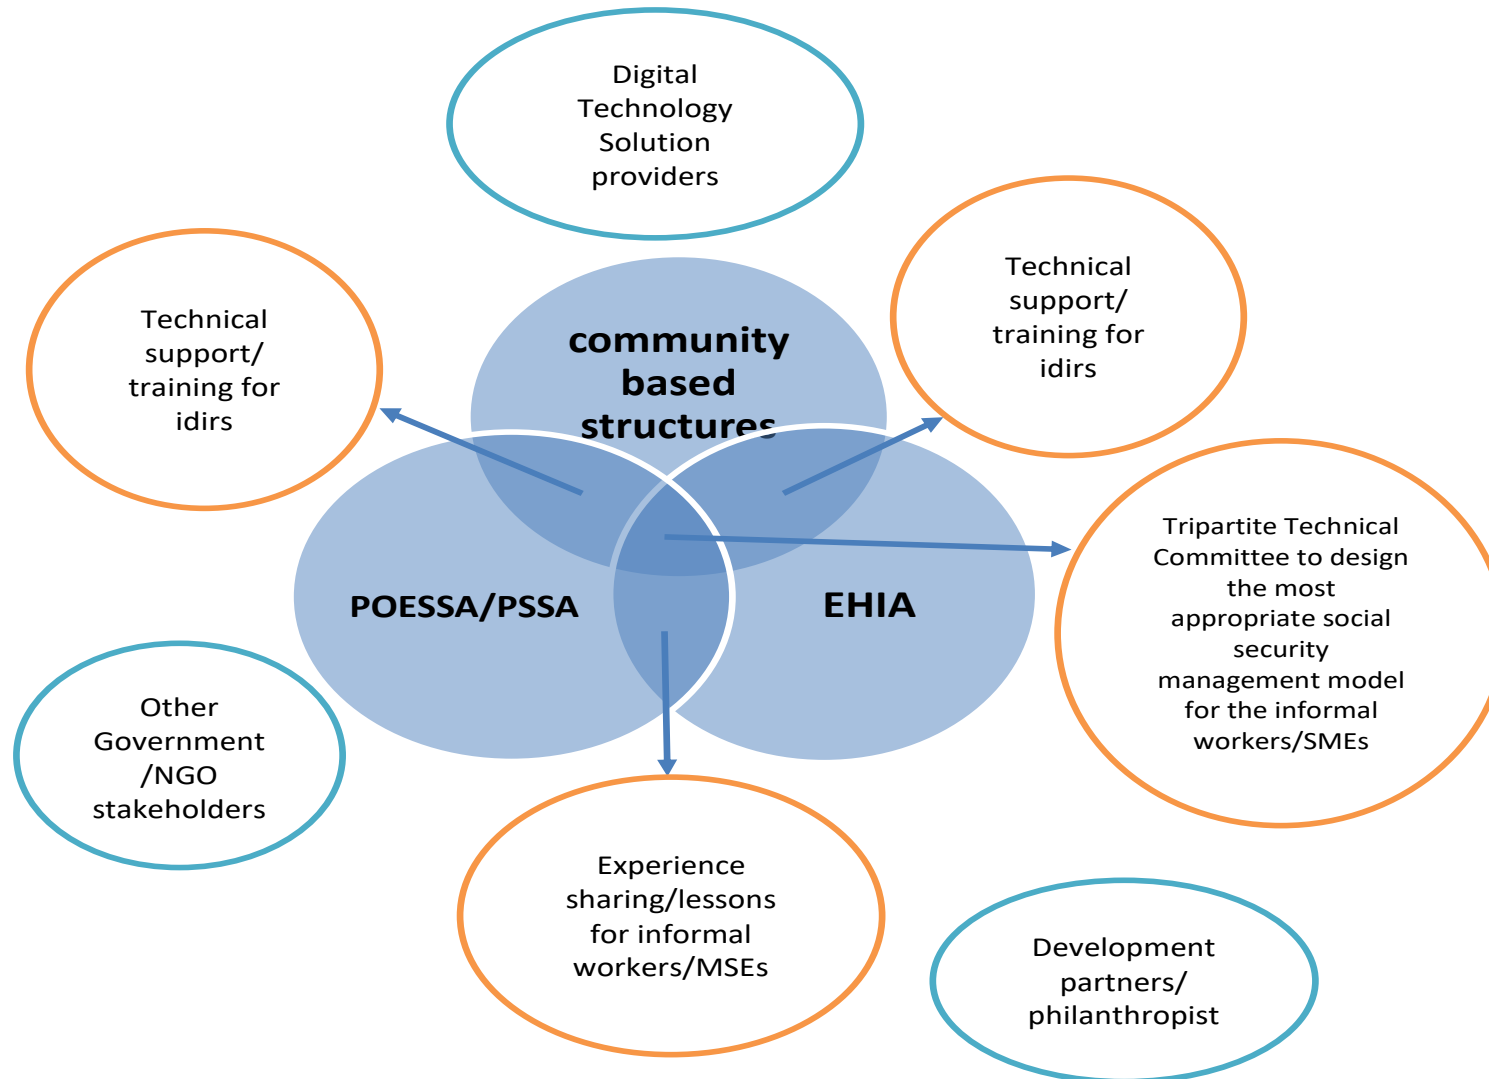 Digital
Technology
Solution
providers
Technical
support/
training for
idirs
Technical
support/
training for
idirs
community
based
structures
POESSA/PSSA
EHIA
Tripartite Technical
Committee to design
the most
appropriate social
security
management model
for the informal
workers/SMEs
Other
Government
/NGO
stakeholders
Experience
sharing/lessons
for informal
workers/MSEs
Development
partners/
philanthropist